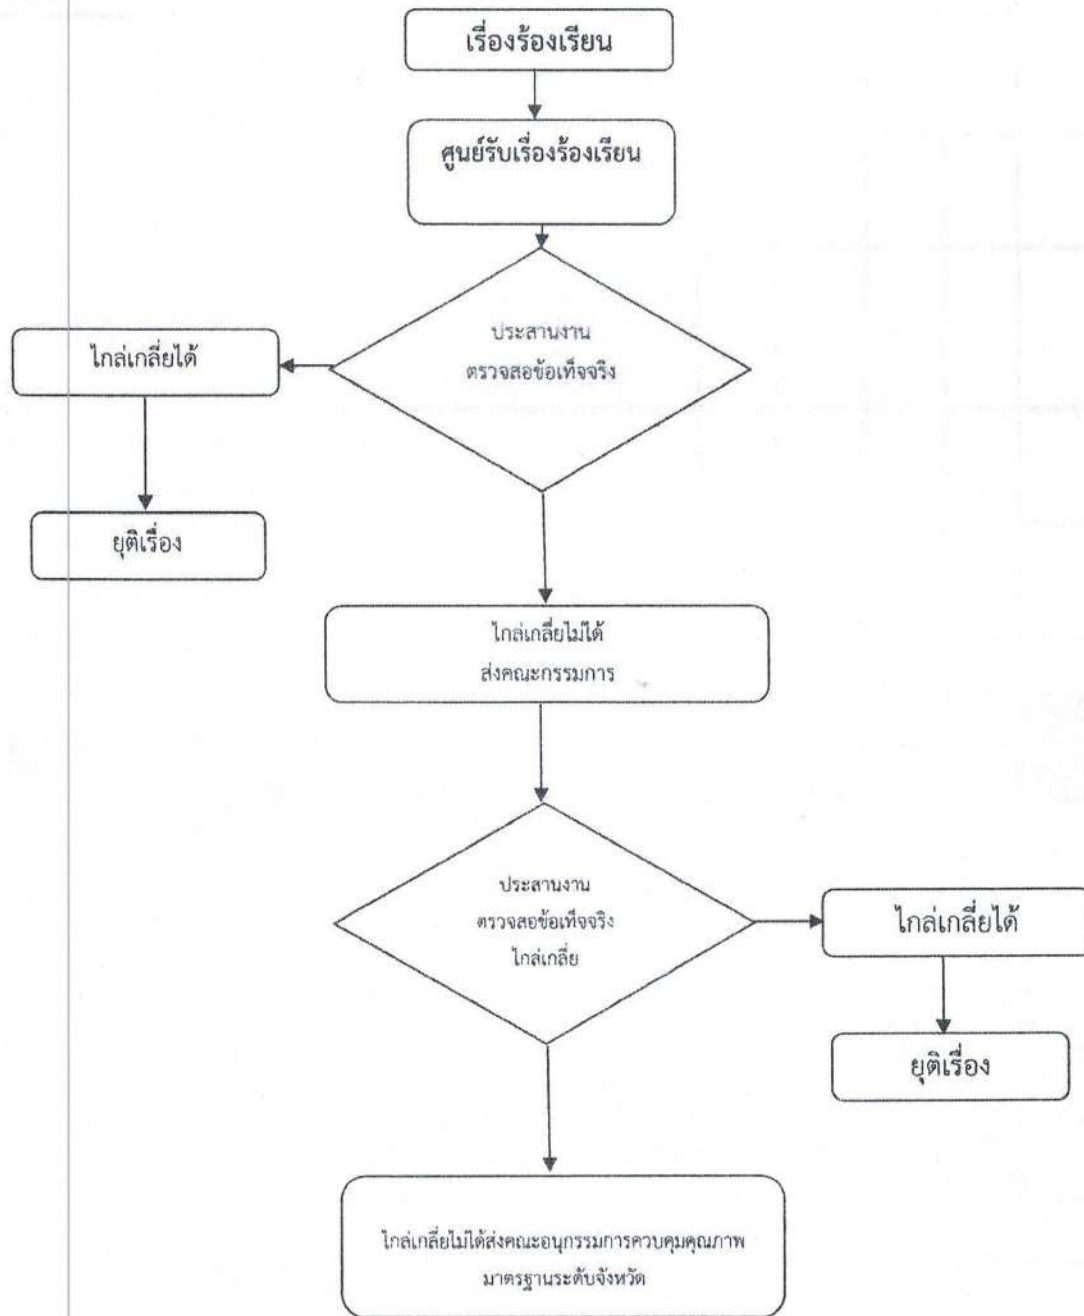 เรื่องร้องเรียน
ศูนย์รับเรื่องร้องเรียน
ประสานงาน
ตรวจสอข้อเท็จจริง
ไกล่เกลี่ยได้
ยุติเรื่อง
ไกล่เกลี่ยไม่ได้
ส่งคณะกรรมการ
ประสานงาน
ตรวจสอข้อเท็จจริง
ไกล่เกลี่ย
ไกล่เกลี่ยได้
ยุติเรื่อง
ไกล่เกลี่ยไม่ได้ส่งคณะอนุกรรมการควบคุมคุณภาพ
มาตรฐานระดับจังหวัด